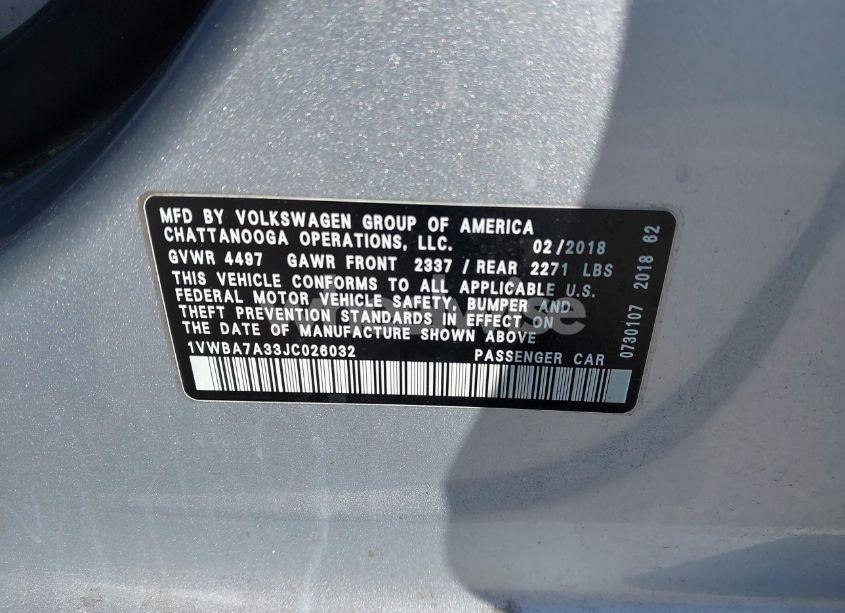 MFD BY VOLKSWAGEN GROUP OF AMERICA
CHATTANOOGA OPERATIONS, LLC. 02/2018
GVWR 4497 GAWR FRONT 2337 / REAR 2271 LBS
THIS VEHICLE CONFORMS TO ALL APPLICABLE U.S.
FEDERAL MOTOR VEHICLE SAFETY, BUMPER AND
THEFT PREVENTION STANDARDS IN EFFECT ON
THE DATE OF MANUFACTURE SHOWN ABOVE
1VWBA7A33JC026032 PASSENGER CAR
0730107 2018 62